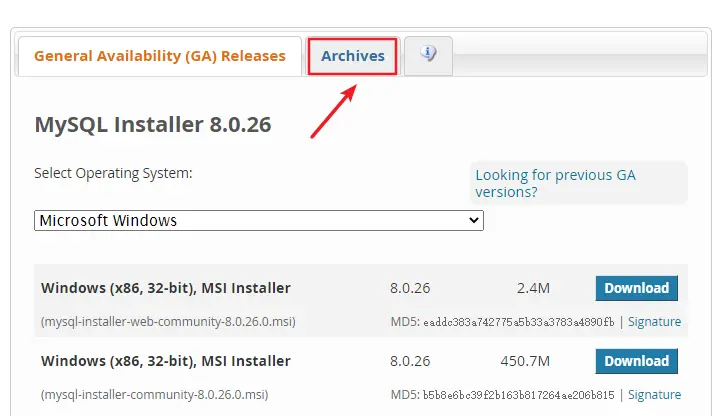 General Availability (GA) Releases
Archives
MySQL Installer 8.0.26
Select Operating System:
Looking for previous GA
versions?
Microsoft Windows
Windows (x86, 32-bit), MSI Installer 8.0.26 2.4M Download
(mysql-installer-web-community-8.0.26.0.msi) MD5: eaddc383a742775a5b33a3783a4890fb | Signature
Windows (x86, 32-bit), MSI Installer 8.0.26 450.7M Download
(mysql-installer-community-8.0.26.0.msi) MD5: b5b8e6bc39f2b163b817264ae206b815 | Signature